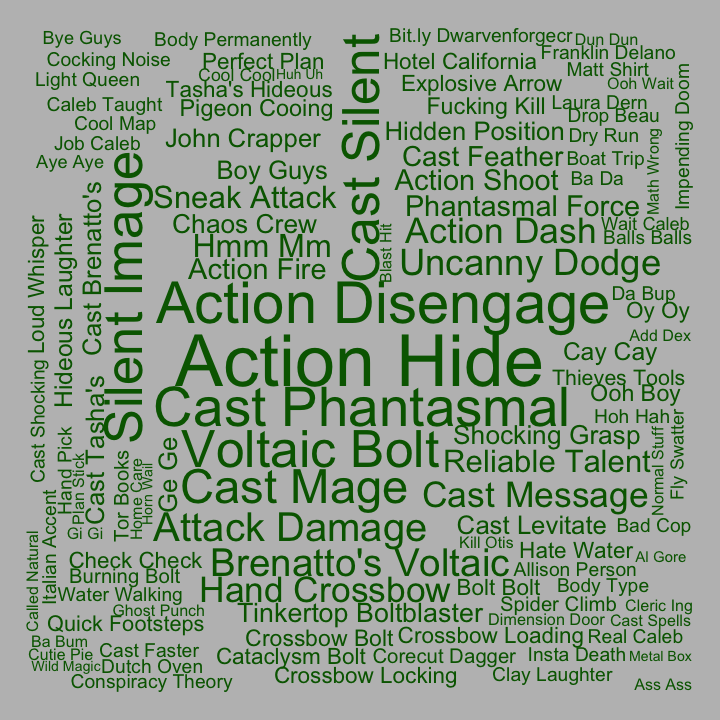 Bye Guys
Body Permanently
Cast Silent
Bit.ly Dwarvenforgecr
Dun Dun
Cocking Noise
Perfect Plan
Hotel California
Franklin Delano
Light Queen
Cool Cool
Huh Uh
Matt Shirt
Tasha's Hideous
Explosive Arrow
Ooh Wait
Caleb Taught
Pigeon Cooing
Fucking Kill
Laura Dern
Impending Doom
Cool Map
Drop Beau
Job Caleb
John Crapper
Hidden Position
Dry Run
Math Wrong
Aye Aye
Silent Image
Boy Guys
Cast Feather
Boat Trip
Sneak Attack
Action Shoot
Ba Da
Cast Brenatto's
Phantasmal Force
Chaos Crew
Blast Hit
Action Dash
Wait Caleb
Hmm Mm
Balls Balls
Cast Shocking
Loud Whisper
Hideous Laughter
Action Fire
Uncanny Dodge
Action Disengage
Da Bup
Oy Oy
Action Hide
Add Dex
Cay Cay
Thieves Tools
Cast Tasha's
Cast Phantasmal
Ooh Boy
Hoh Hah
Fly Swatter
Hand Pick
Ge Ge
Voltaic Bolt
Shocking Grasp
Normal Stuff
Plan Stick
Tor Books
Home Care
Horn Wail
Reliable Talent
Cast Mage
Cast Message
Italian Accent
Gi Gi
Attack Damage
Cast Levitate
Bad Cop
Called Natural
Kill Otis
Check Check
Brenatto's Voltaic
Hate Water
Al Gore
Burning Bolt
Allison Person
Water Walking
Hand Crossbow
Bolt Bolt
Body Type
Ghost Punch
Tinkertop Boltblaster
Spider Climb
Cleric Ing
Quick Footsteps
Dimension Door
Cast Spells
Ba Bum
Crossbow Bolt
Crossbow Loading
Real Caleb
Cutie Pie
Cast Faster
Cataclysm Bolt
Corecut Dagger
Insta Death
Metal Box
Wild Magic
Dutch Oven
Conspiracy Theory
Crossbow Locking
Clay Laughter
Ass Ass